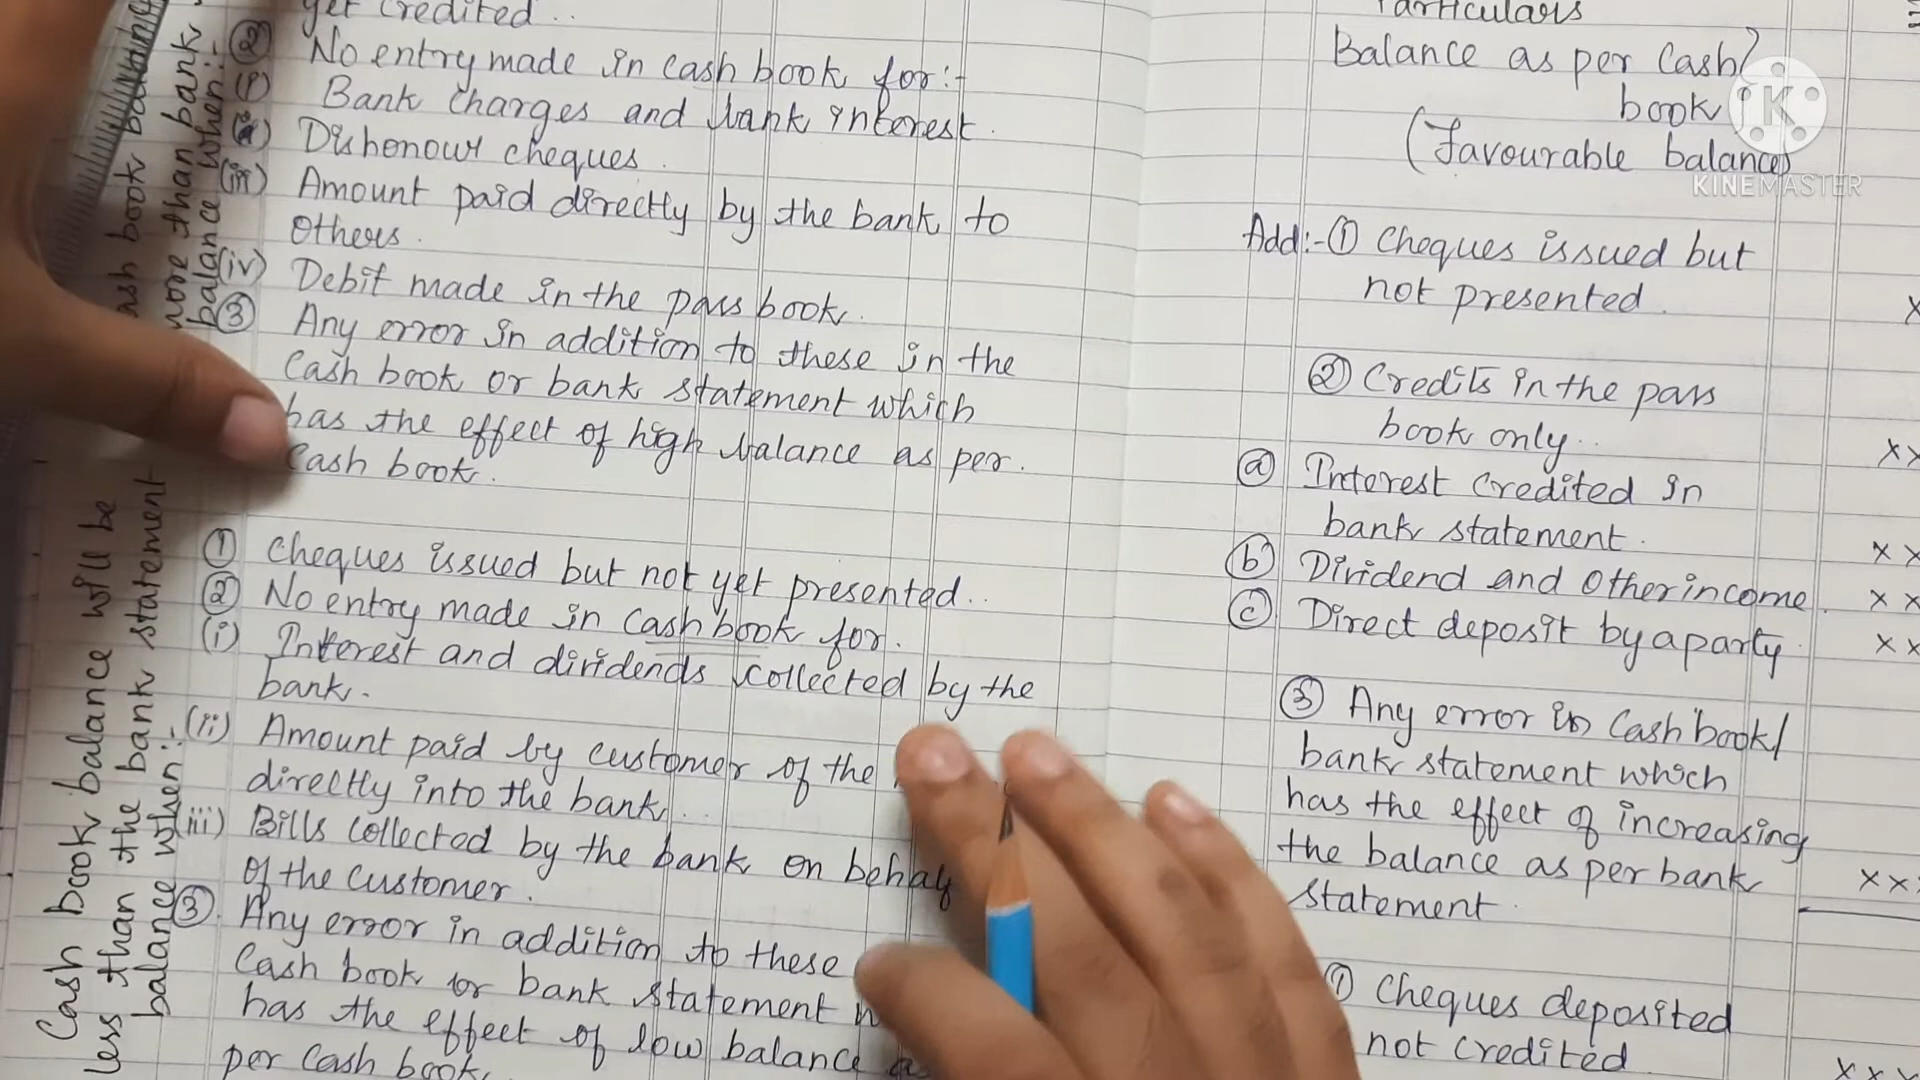 yet credited..
② No entry made in cash book for:-
(i) Bank charges and bank interest.
(ii) Dishonour cheques.
(iii) Amount paid directly by the bank to
others.
(iv) Debit made in the pass book.
③ Any error in addition to these in the
Cash book or bank statement which
has the effect of high balance as per.
Cash book.
more than bank
balance when:-
① Cheques issued but not yet presented..
② No entry made in cashbook for.
(i) Interest and dividends collected by the
bank.
(ii) Amount paid by customer of the
directly into the bank..
(iii) Bills collected by the bank on behalf
of the customer.
③ Any error in addition to these
Cash book or bank statement
has the effect of low balance
per cash book.
Cash book balance will be
less than the bank statement
balance when:-
Particulars
Balance as per Cash
book
(Favourable balance)
KINEMASTER
Add:- ① Cheques issued but
not presented.
x
② Credits in the pass
book only..
xx
ⓐ Interest credited in
bank statement.
xx
ⓑ Dividend and Other income.
xx
ⓒ Direct deposit by a party.
xx
③ Any error in Cash book/
bank statement which
has the effect of increasing
the balance as per bank
statement.
xx
① Cheques deposited
not credited
xxx